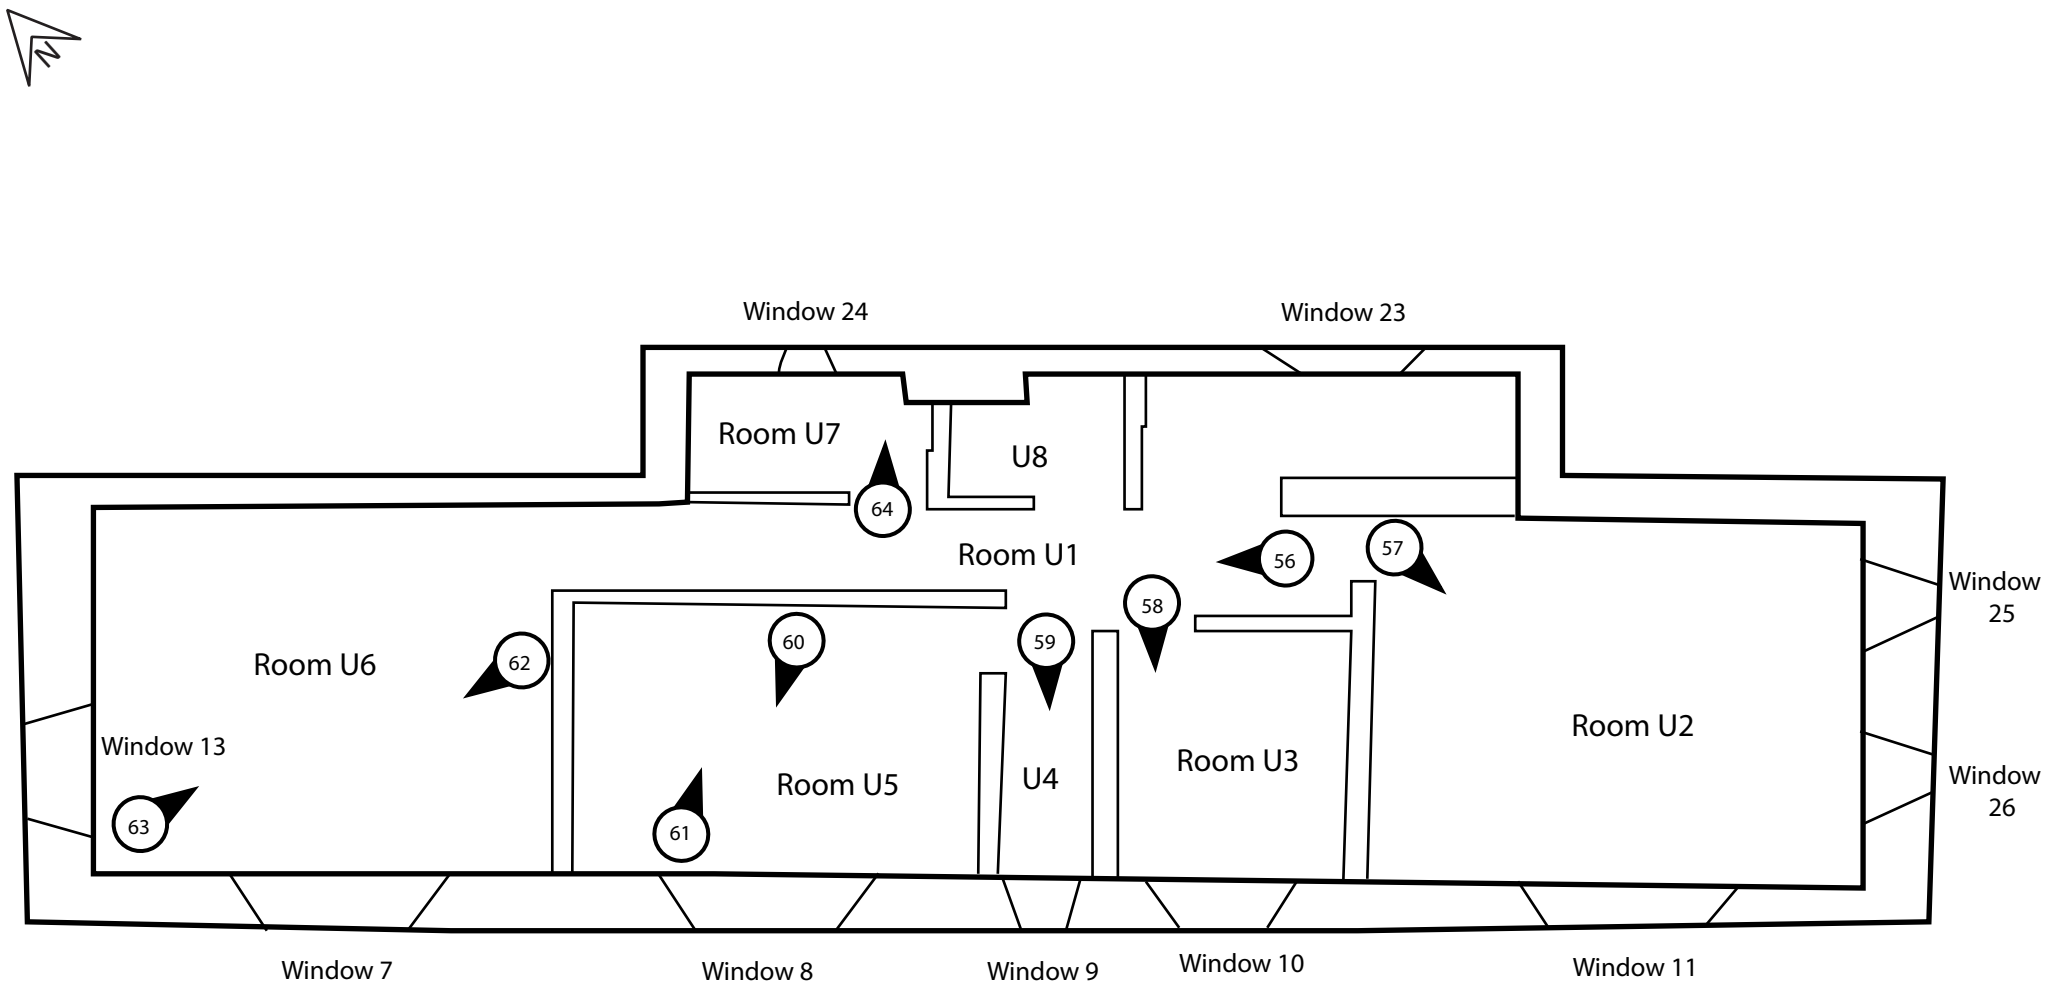 N
Window 24
Window 23
Room U7
U8
64
Room U1
56
57
58
Window
25
60
59
Room U6
62
Room U2
Window 13
Room U3
Window
26
Room U5
U4
63
61
Window 7
Window 8
Window 9
Window 10
Window 11